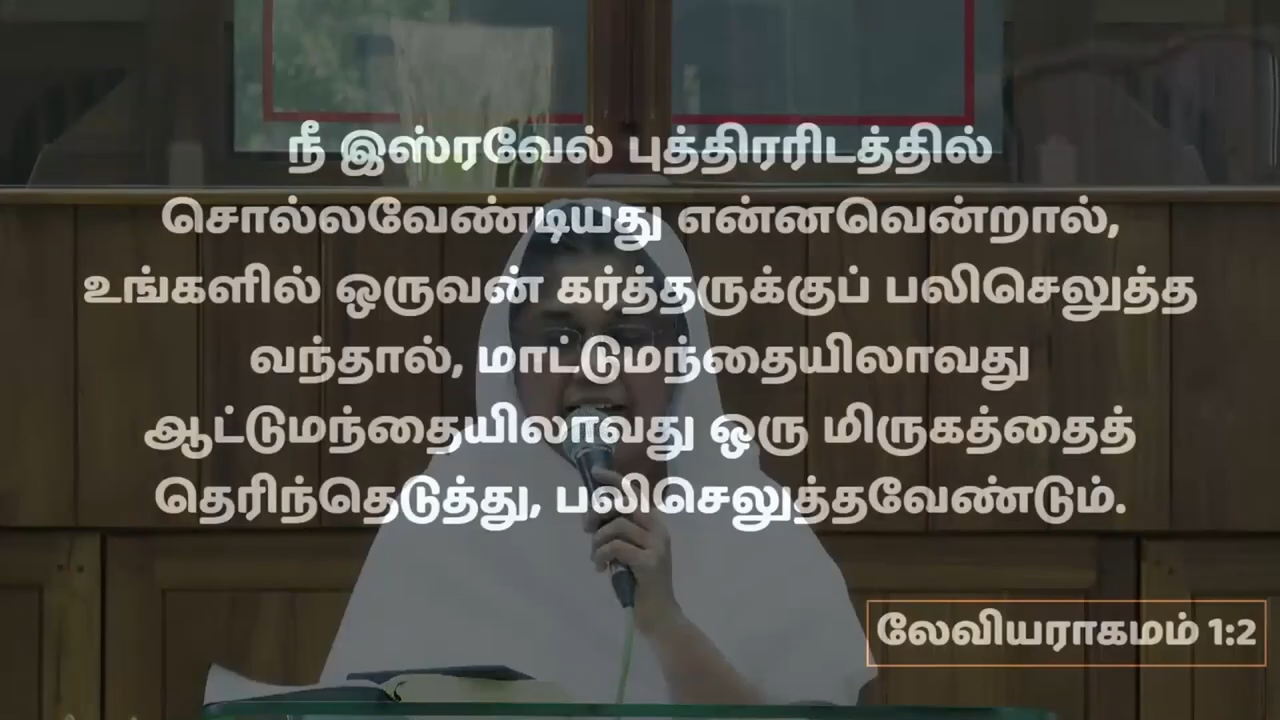 நீ இஸ்ரவேல் புத்திரரிடத்தில்
சொல்லவேண்டியது என்னவென்றால்,
உங்களில் ஒருவன் கர்த்தருக்குப் பலிசெலுத்த
வந்தால், மாட்டுமந்தையிலாவது
ஆட்டுமந்தையிலாவது ஒரு மிருகத்தைத்
தெரிந்தெடுத்து, பலிசெலுத்தவேண்டும்.
லேவியராகமம் 1:2